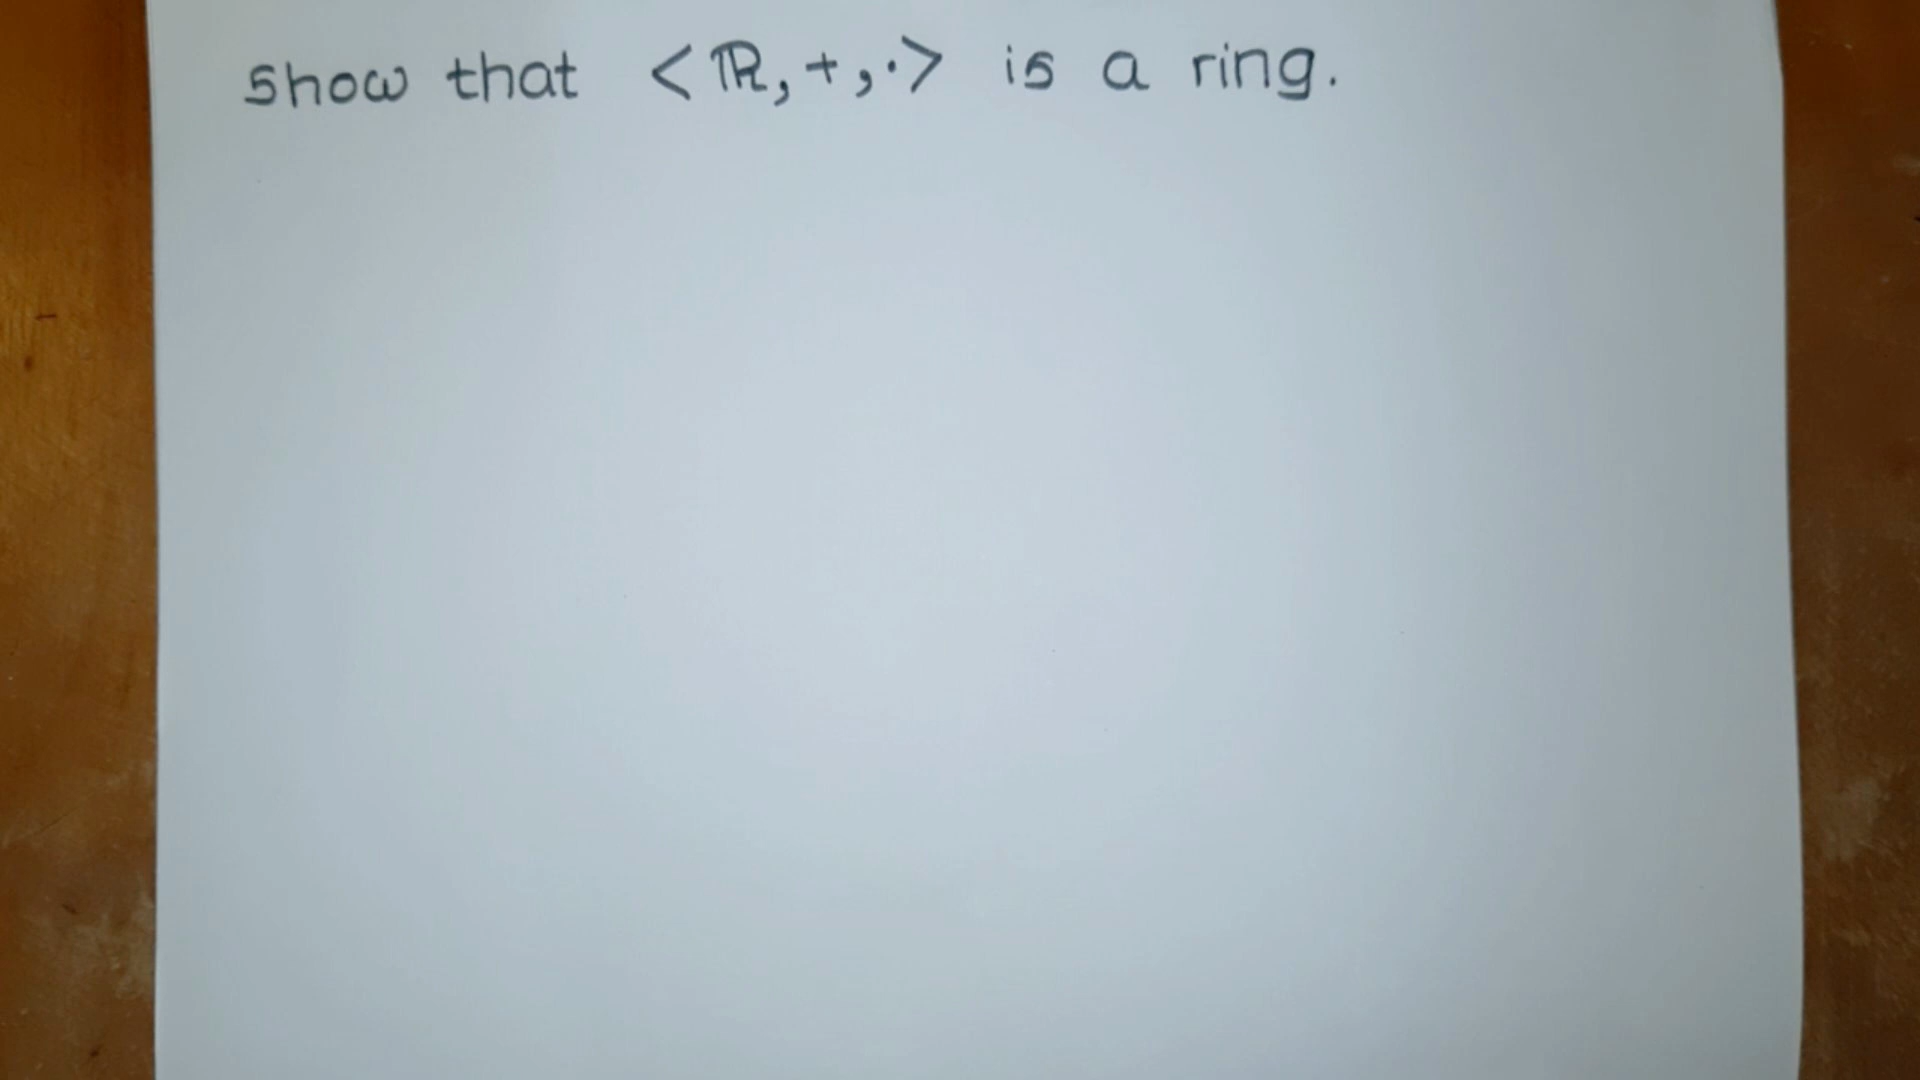 Show that <ℝ, +, ·> is a ring.